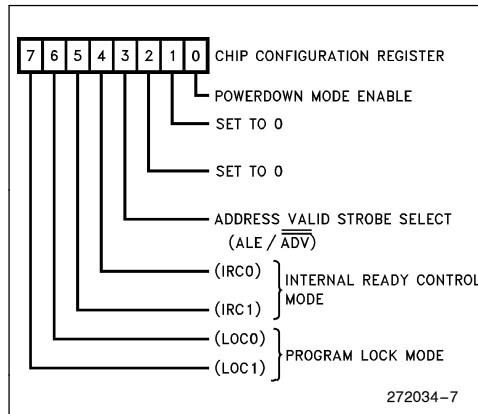 7 6 5 4 3 2 1 0 CHIP CONFIGURATION REGISTER
POWERDOWN MODE ENABLE
SET TO 0
SET TO 0
ADDRESS VALID STROBE SELECT
(ALE / ADV)
(IRC0)
INTERNAL READY CONTROL
MODE
(IRC1)
(LOC0)
PROGRAM LOCK MODE
(LOC1)
272034-7